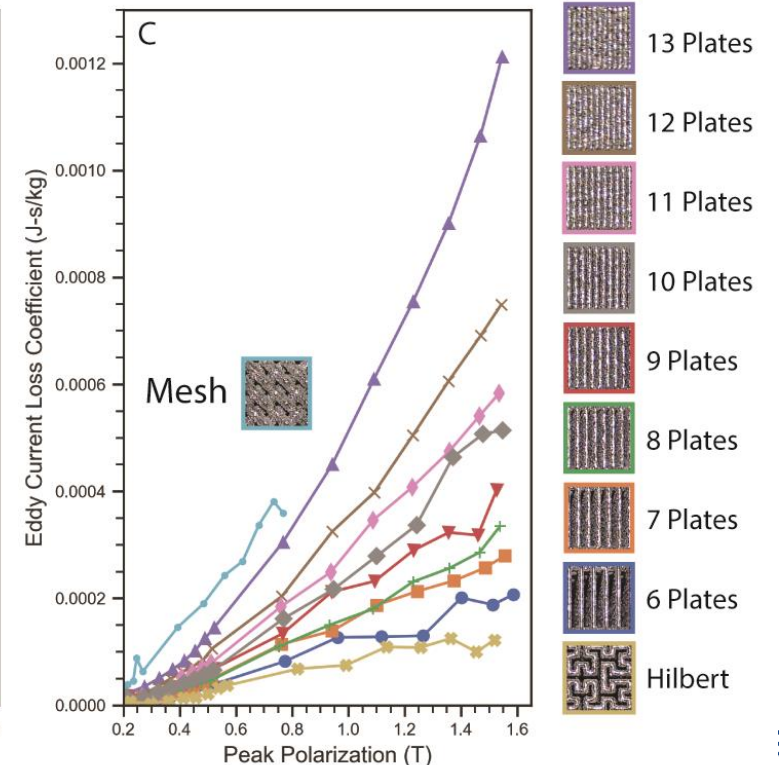 C
Eddy Current Loss Coefficient (J-s/kg)
0.0012
0.0010
0.0008
0.0006
0.0004
0.0002
0.0000
Mesh
0.2 0.4 0.6 0.8 1.0 1.2 1.4 1.6
Peak Polarization (T)
13 Plates
12 Plates
11 Plates
10 Plates
9 Plates
8 Plates
7 Plates
6 Plates
Hilbert